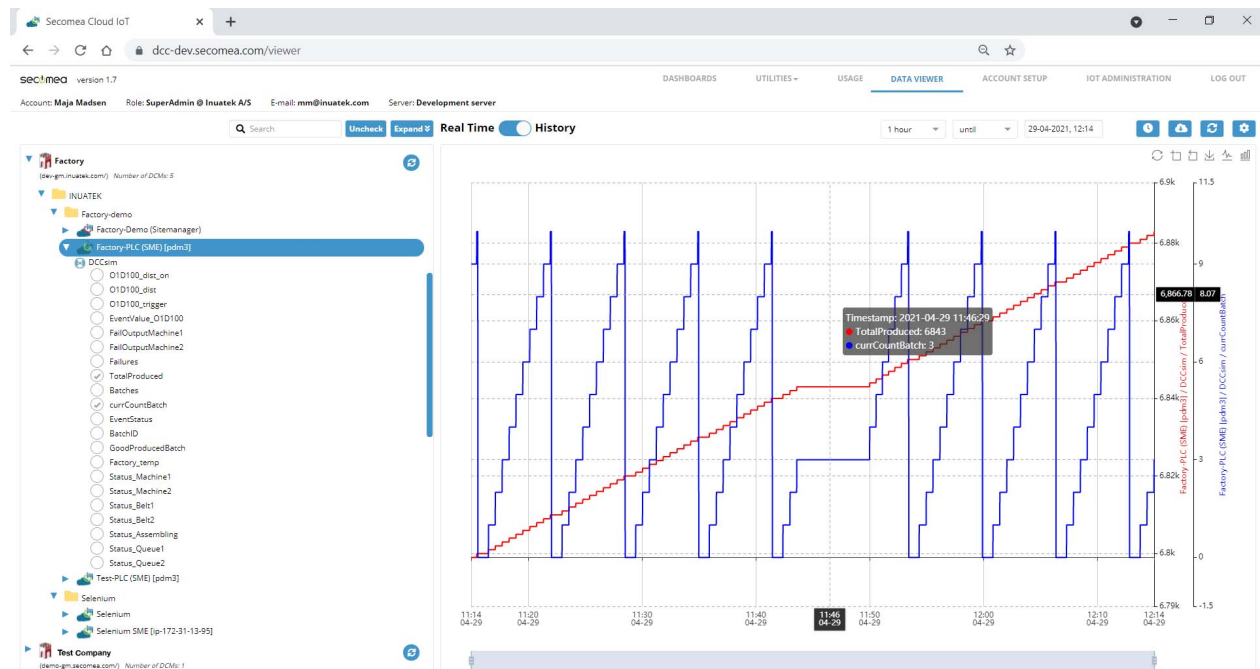 Secomea Cloud IoT
dcc-dev.secomea.com/viewer
secomea version 1.7
DASHBOARDS UTILITIES USAGE DATA VIEWER ACCOUNT SETUP IOT ADMINISTRATION LOG OUT
Account: Maja Madsen Role: SuperAdmin @ Inuatek A/S E-mail: mm@inuatek.com Server: Development server
Search Uncheck Expand Real Time History 1 hour until 29-04-2021, 12:14
Factory
(dev-gm.inuatek.com/) Number of DCMs: 5
INUATEK
Factory-demo
Factory-Demo (Sitemanager)
Factory-PLC (SME) [pdm3]
DCCsim
O1D100_dist_on
O1D100_dist
O1D100_trigger
EventValue_O1D100
FailOutputMachine1
FailOutputMachine2
Failures
TotalProduced
Batches
currCountBatch
EventStatus
BatchID
GoodProducedBatch
Factory_temp
Status_Machine1
Status_Machine2
Status_Belt1
Status_Belt2
Status_Assembling
Status_Queue1
Status_Queue2
Test-PLC (SME) [pdm3]
Selenium
Selenium
Selenium SME [ip-172-31-13-95]
Test Company
(demo-gm.secomea.com/) Number of DCMs: 1
6.9k 11.5
6.88k
9
6,866.78 8.07
6.86k
6
6.84k
6.82k
3
6.8k
0
6.79k -1.5
Timestamp: 2021-04-29 11:46:29
TotalProduced: 6843
currCountBatch: 3
Factory-PLC (SME) [pdm3] / DCCsim / TotalProduc
Factory-PLC (SME) [pdm3] / DCCsim / currCountBatch
11:14 11:20 11:30 11:40 11:46 11:50 12:00 12:10 12:14
04-29 04-29 04-29 04-29 04-29 04-29 04-29 04-29 04-29